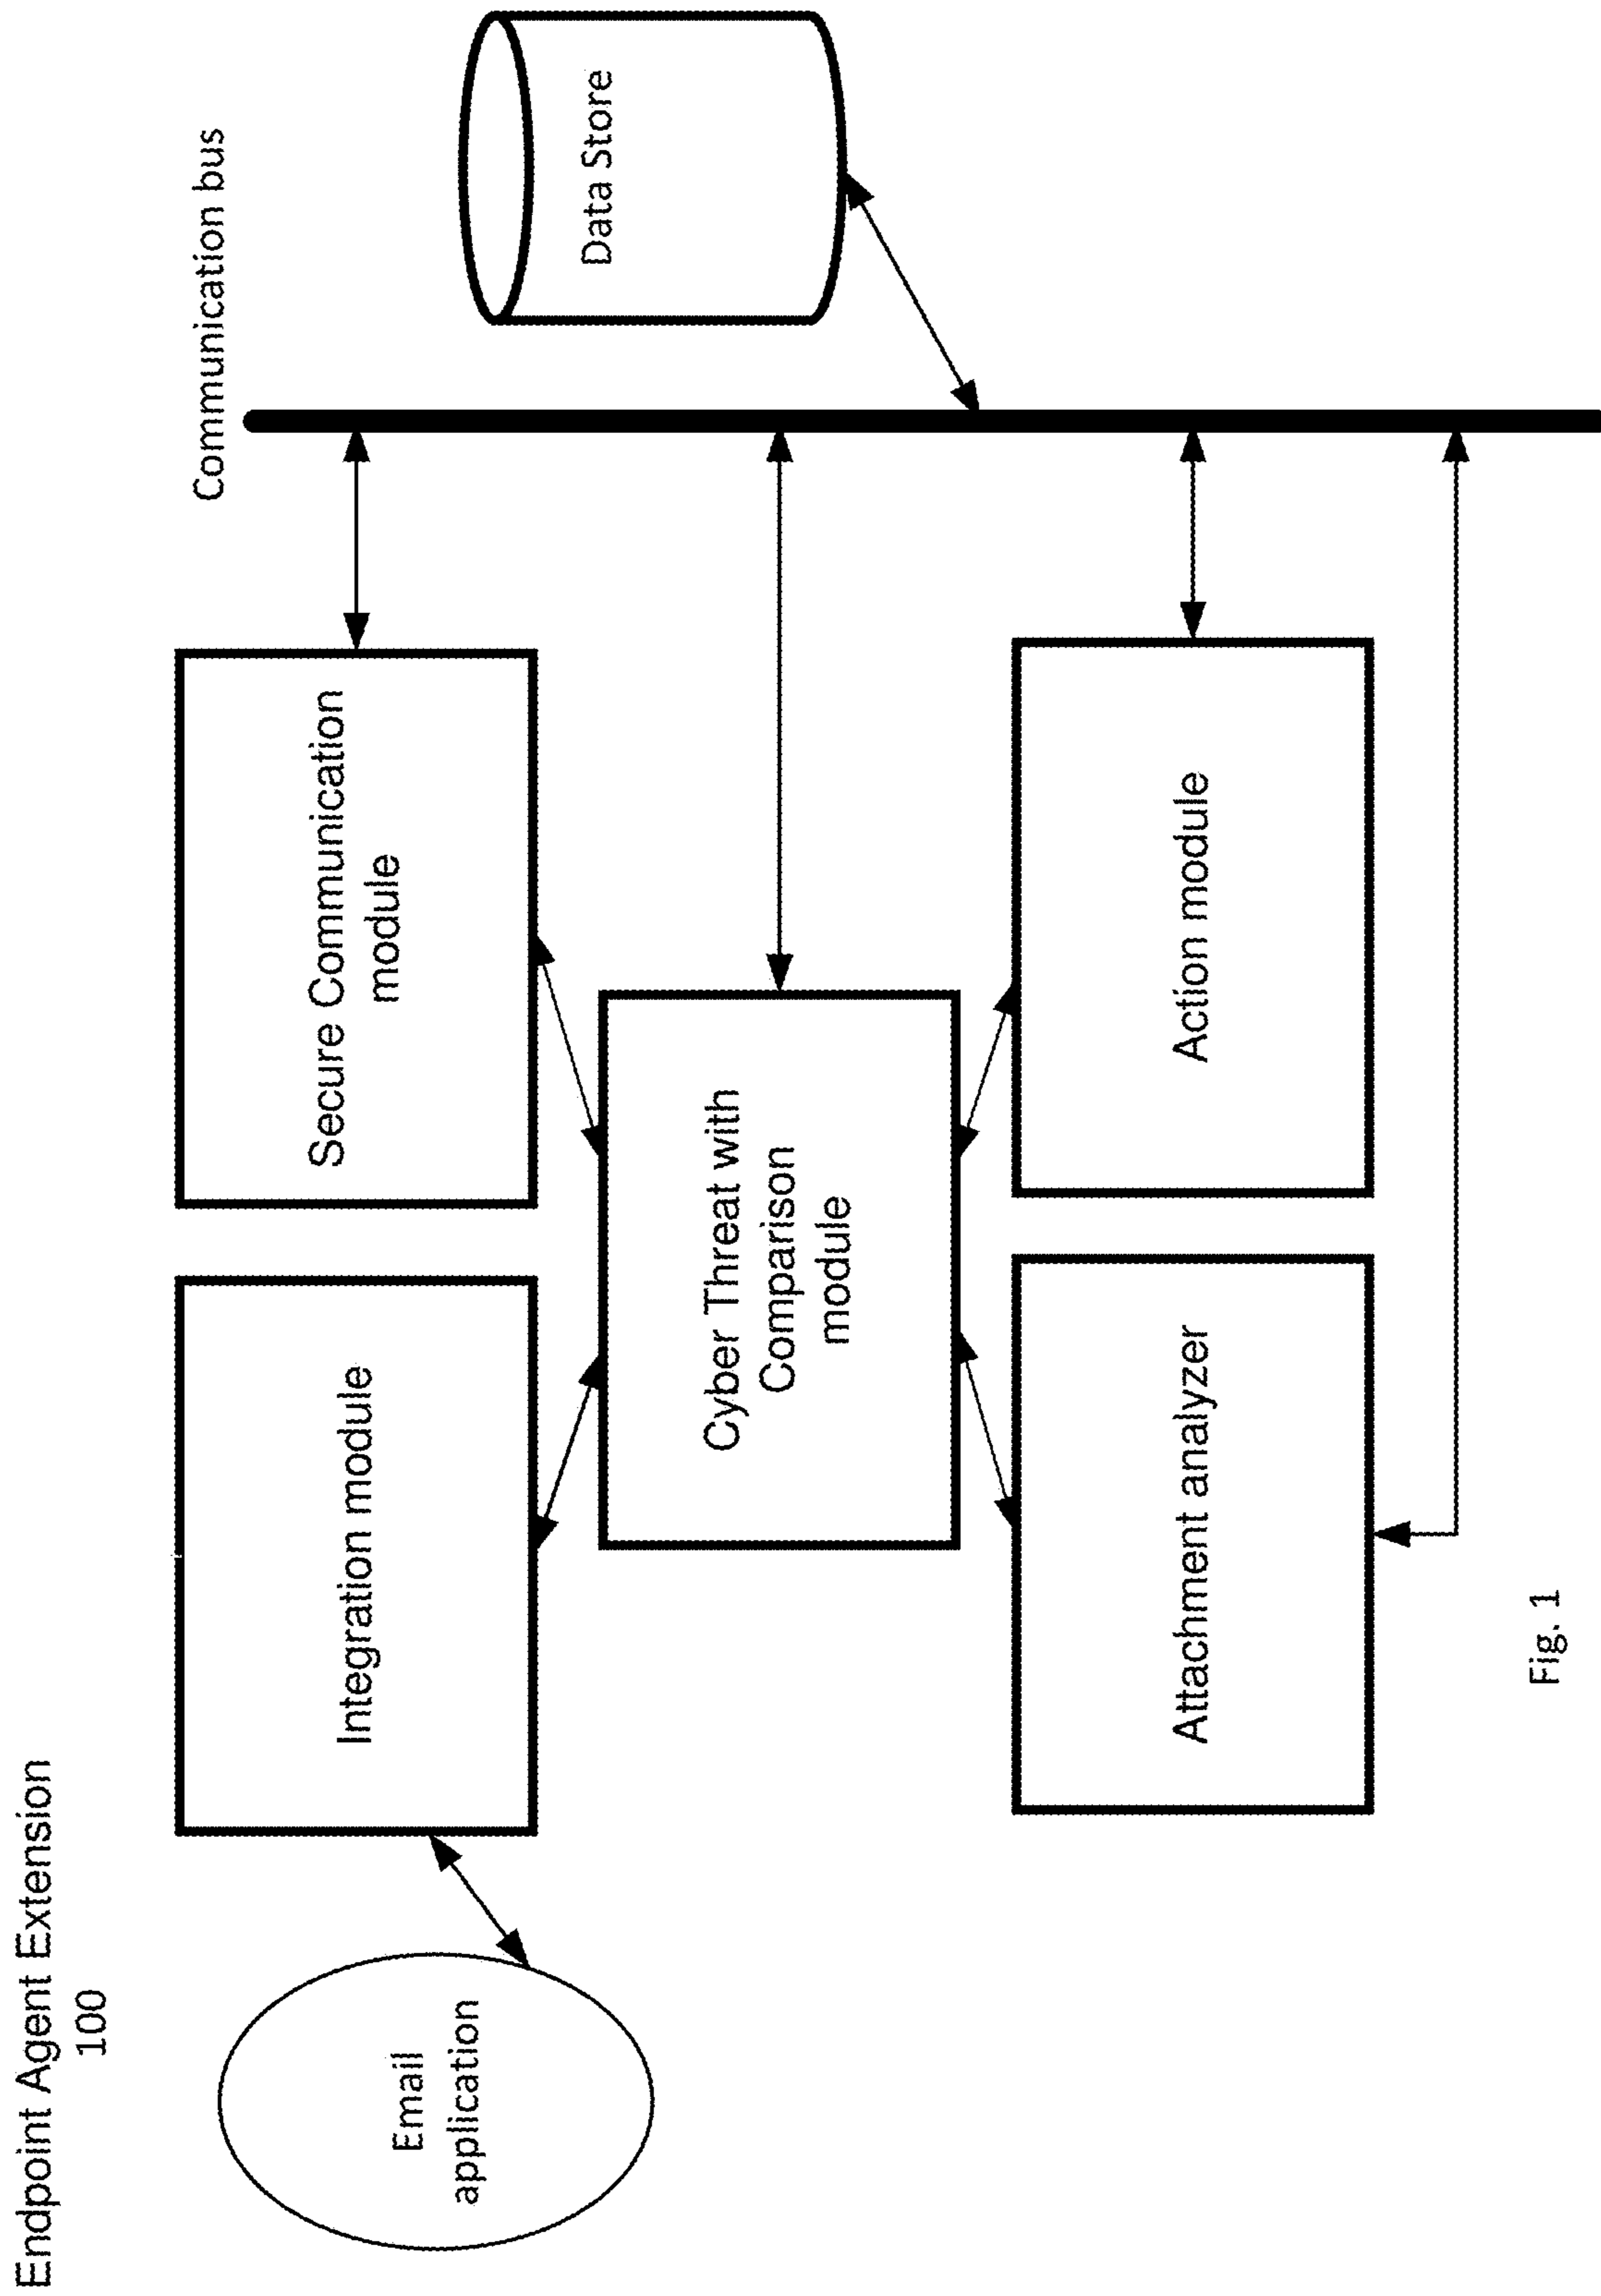 Endpoint Agent Extension
100
Communication bus
Email
application
Integration module
Secure Communication
module
Data Store
Cyber Threat with
Comparison
module
Attachment analyzer
Action module
Fig. 1